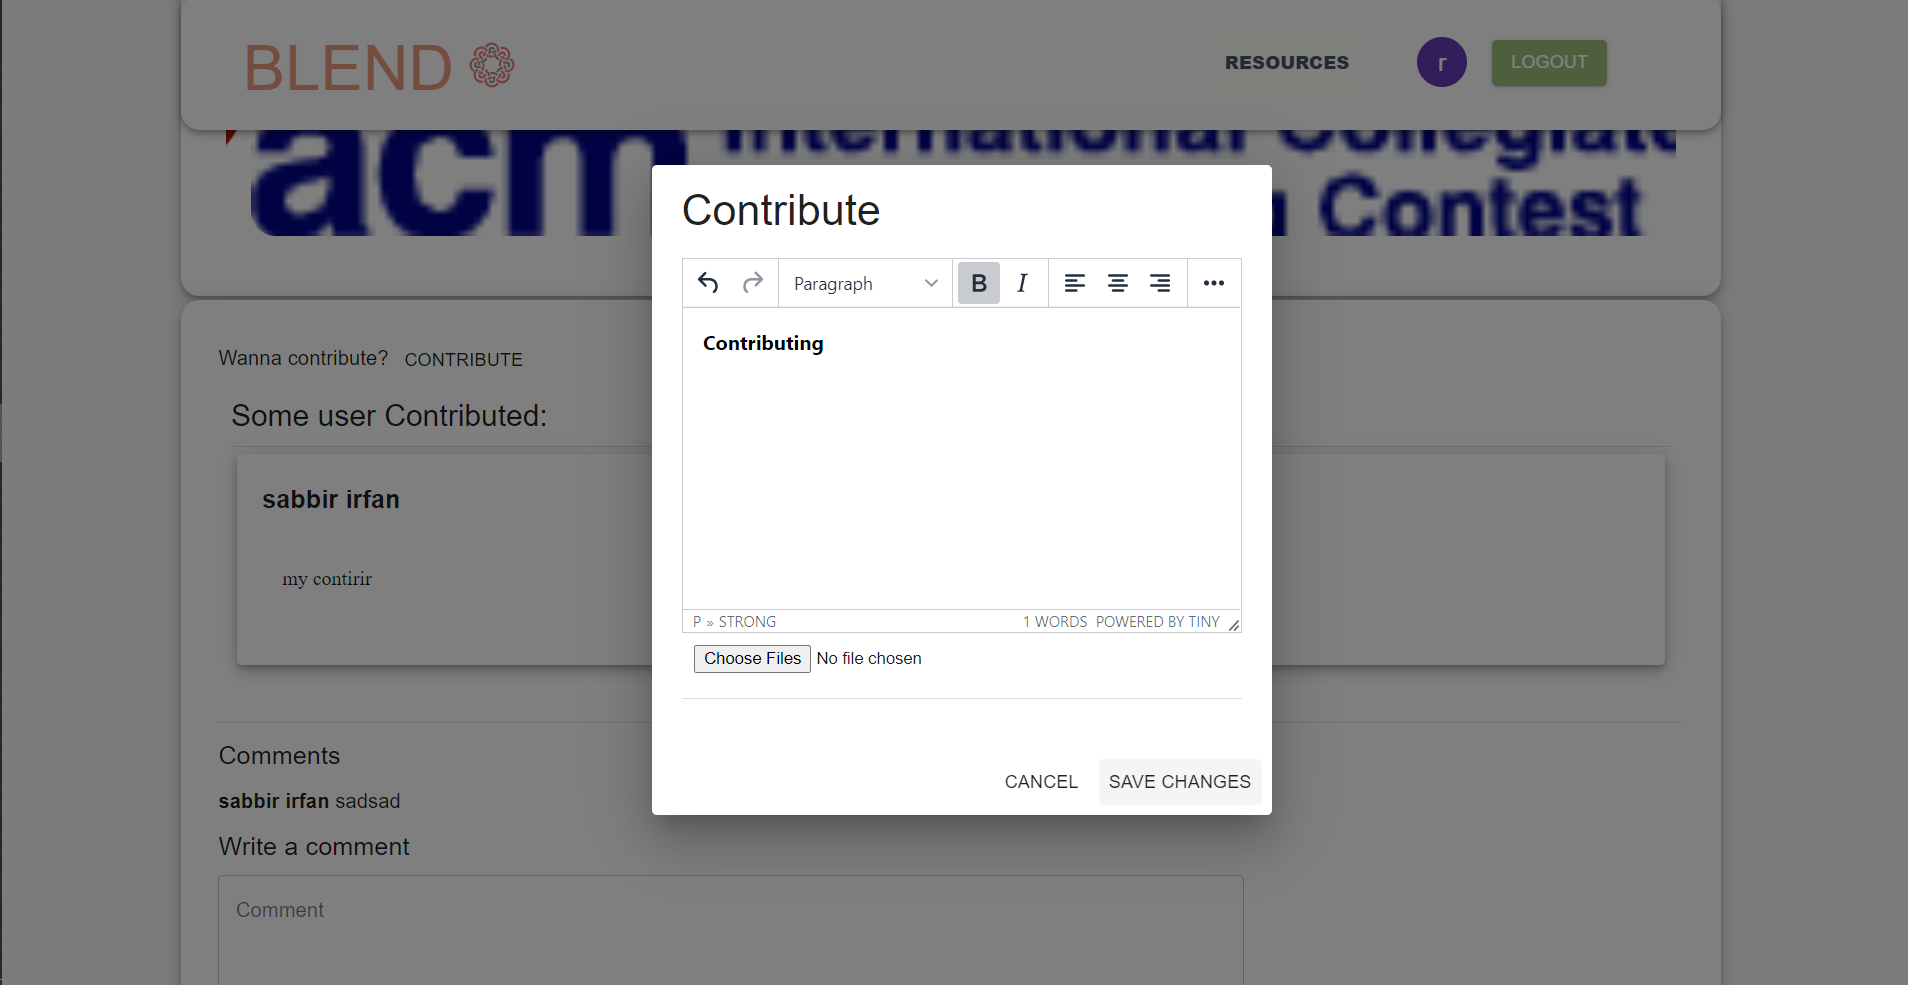 BLEND
RESOURCES
r
LOGOUT
acm International Collegiate
Contest
Contribute
Paragraph
B I
Contributing
P » STRONG
1 WORDS POWERED BY TINY
Choose Files No file chosen
CANCEL
SAVE CHANGES
Wanna contribute? CONTRIBUTE
Some user Contributed:
sabbir irfan
my contirir
Comments
sabbir irfan sadsad
Write a comment
Comment